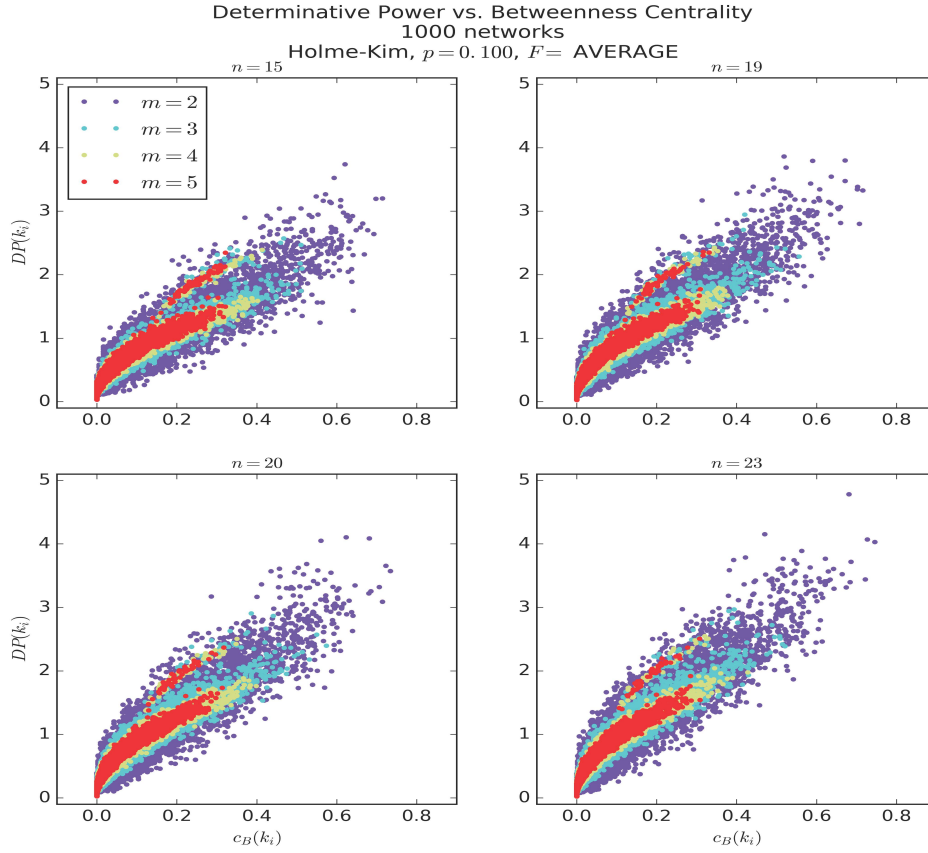 Determinative Power vs. Betweenness Centrality
1000 networks
Holme-Kim, p = 0.100, F = AVERAGE
n = 15
n = 19
m = 2
m = 3
m = 4
m = 5
DP(k_i)
5
4
3
2
1
0
0.0 0.2 0.4 0.6 0.8
5
4
3
2
1
0
0.0 0.2 0.4 0.6 0.8
n = 20
n = 23
DP(k_i)
5
4
3
2
1
0
0.0 0.2 0.4 0.6 0.8
c_B(k_i)
5
4
3
2
1
0
0.0 0.2 0.4 0.6 0.8
c_B(k_i)